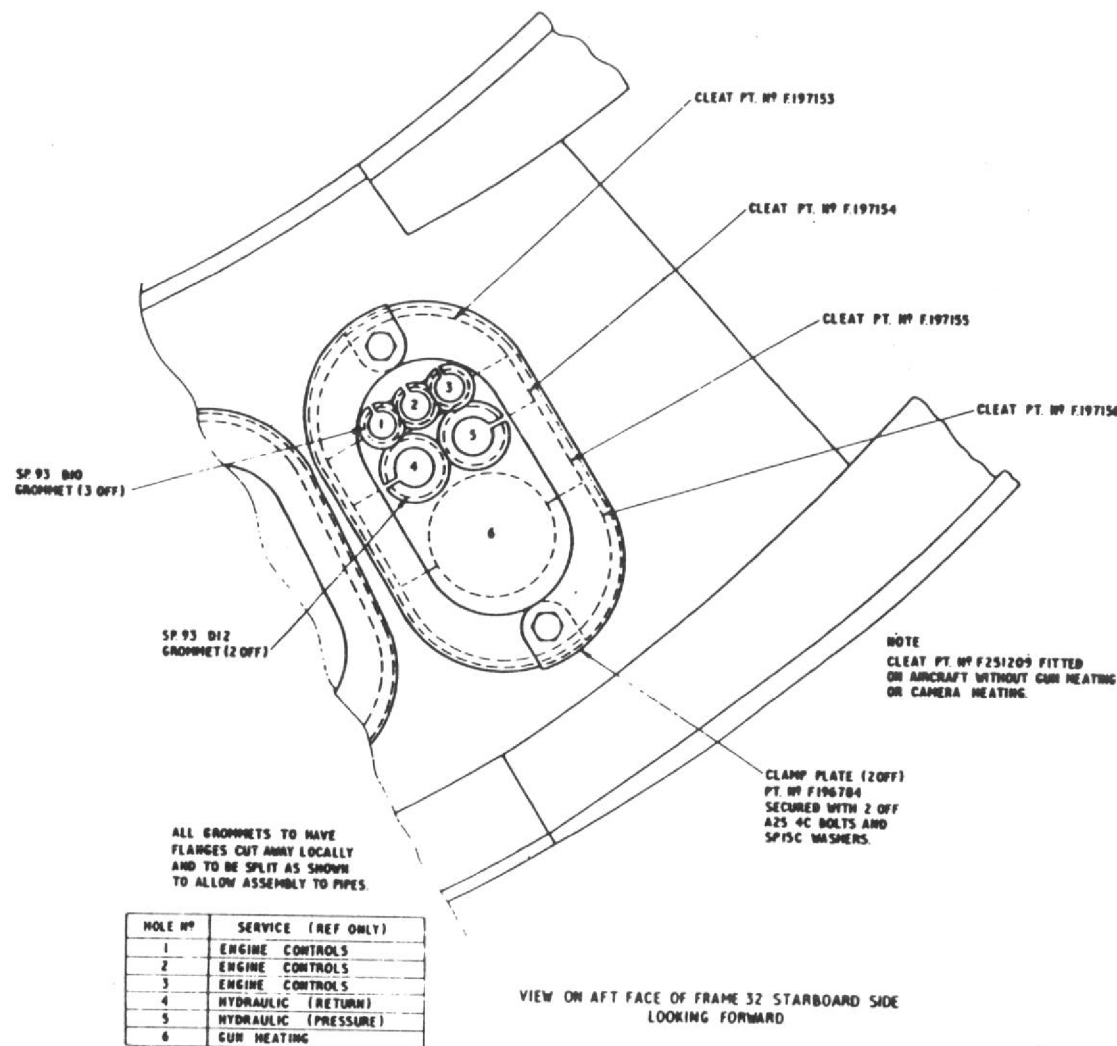 CLEAT PT. Nº F.197153
CLEAT PT. Nº F.197154
CLEAT PT. Nº F.197155
CLEAT PT. Nº F.197156
3
2
1
5
4
6
SP. 93 D10
GROMMET (3 OFF)
SP. 93 D12
GROMMET (2 OFF)
NOTE
CLEAT PT. Nº F251209 FITTED
ON AIRCRAFT WITHOUT GUN HEATING
OR CAMERA HEATING.
CLAMP PLATE (2 OFF)
PT. Nº F196784
SECURED WITH 2 OFF
A25 4C BOLTS AND
SP15C WASHERS.
ALL GROMMETS TO HAVE
FLANGES CUT AWAY LOCALLY
AND TO BE SPLIT AS SHOWN
TO ALLOW ASSEMBLY TO PIPES.
HOLE Nº SERVICE (REF ONLY)
1 ENGINE CONTROLS
2 ENGINE CONTROLS
3 ENGINE CONTROLS
4 HYDRAULIC (RETURN)
5 HYDRAULIC (PRESSURE)
6 GUN HEATING
VIEW ON AFT FACE OF FRAME 32 STARBOARD SIDE
LOOKING FORWARD